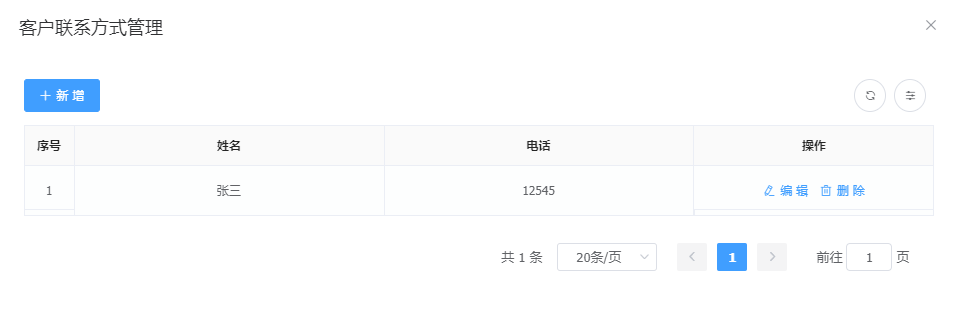 客户联系方式管理
新增
序号 姓名 电话 操作
1 张三 12545 编辑 删除
共 1 条 20条/页 1 前往 1 页